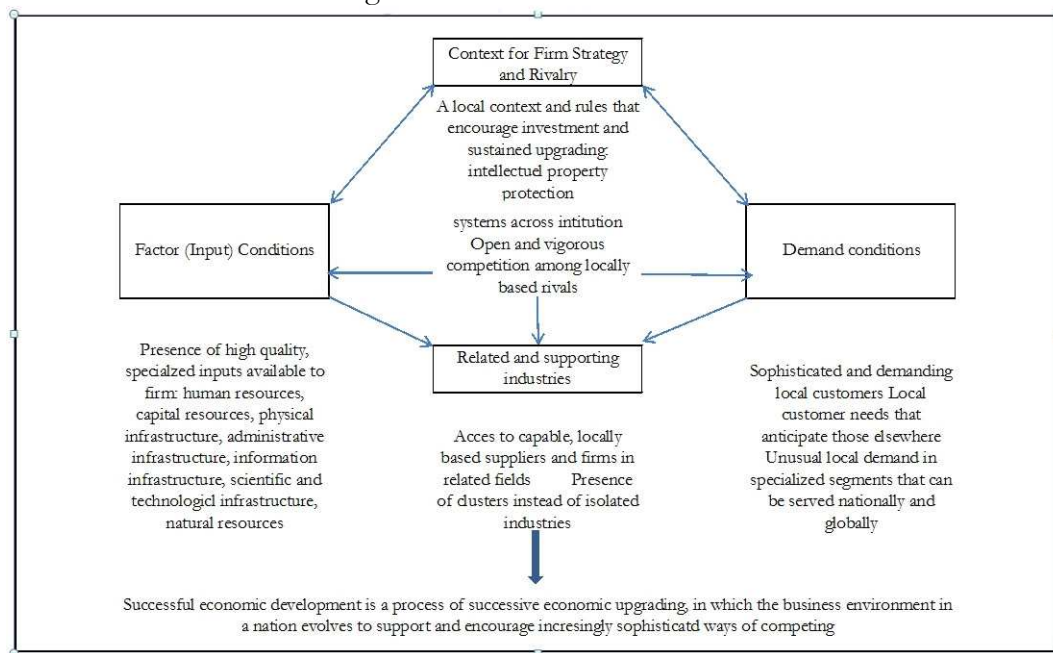 Context for Firm Strategy
and Rivalry
A local context and rules that
encourage investment and
sustained upgrading:
intellectual property
protection
systems across intitution
Open and vigorous
competition among locally
based rivals
Factor (Input) Conditions
Demand conditions
Related and supporting
industries
Presence of high quality,
specialzed inputs available to
firm: human resources,
capital resources, physical
infrastructure, administrative
infrastructure, information
infrastructure, scientific and
technologicl infrastructure,
natural resources
Acces to capable, locally
based suppliers and firms in
related fields Presence
of clusters instead of isolated
industries
Sophisticated and demanding
local customers Local
customer needs that
anticipate those elsewhere
Unusual local demand in
specialized segments that can
be served nationally and
globally
Successful economic development is a process of successive economic upgrading, in which the business environment in
a nation evolves to support and encourage incresingly sophisticatd ways of competing